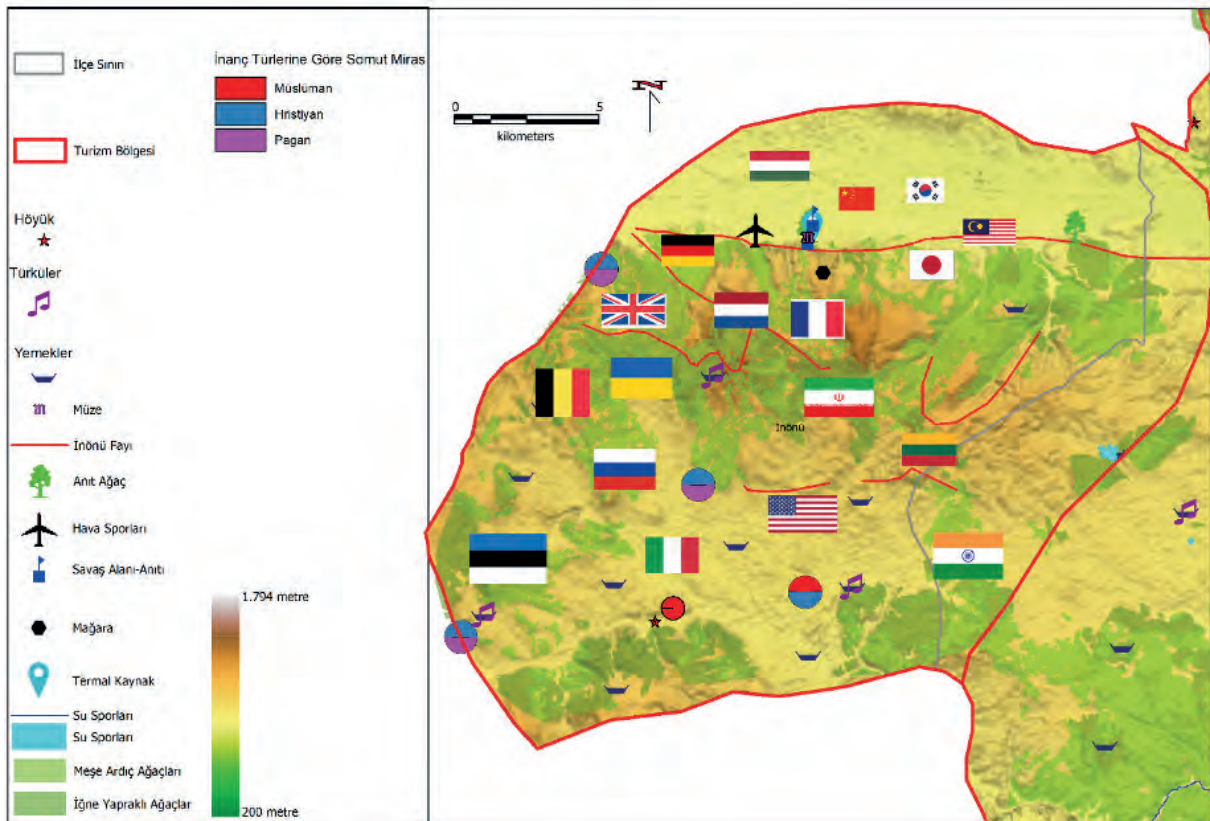 İlçe Sınırı
Turizm Bölgesi
Höyük
Türküler
Yemekler
Müze
İnönü Fayı
Anıt Ağaç
Hava Sporları
Savaş Alanı-Anıtı
Mağara
Termal Kaynak
Su Sporları
Su Sporları
Meşe Ardıç Ağaçları
İğne Yapraklı Ağaçlar
İnanç Türlerine Göre Somut Miras
Müslüman
Hristiyan
Pagan
1.794 metre
200 metre
N
0 5
kilometers
İnönü